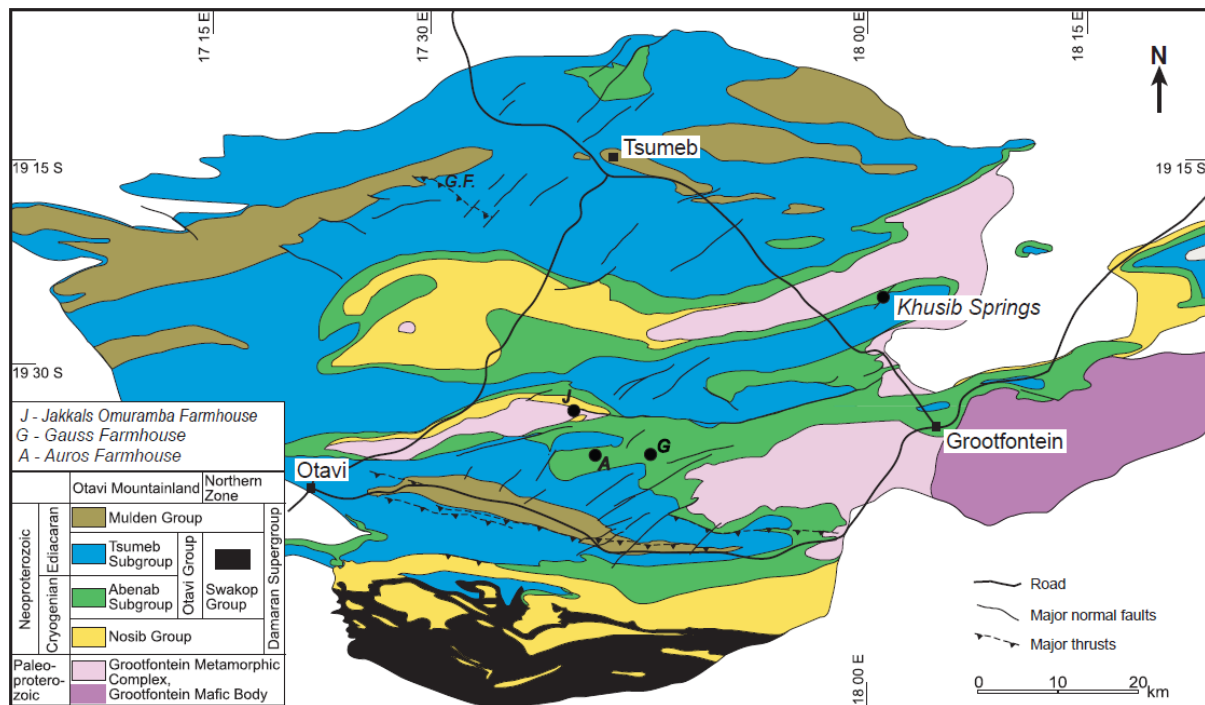 17 15
17 30
18 00
18 15
N
Tsumeb
19 15 S
19 15 S
G.F.
Khusib Springs
19 30 S
J
J - Jakkals Omuramba Farmhouse
G - Gauss Farmhouse
A - Auros Farmhouse
A
G
Grootfontein
Otavi
Otavi Mountainland
Northern Zone
Neoproterozoic
Cryogenian
Ediacaran
Mulden Group
Tsumeb Subgroup
Abenab Subgroup
Nosib Group
Otavi Group
Swakop Group
Damaran Supergroup
Paleo-
protero-
zoic
Grootfontein Metamorphic
Complex,
Grootfontein Mafic Body
18 00 E
Road
Major normal faults
Major thrusts
0 10 20
km